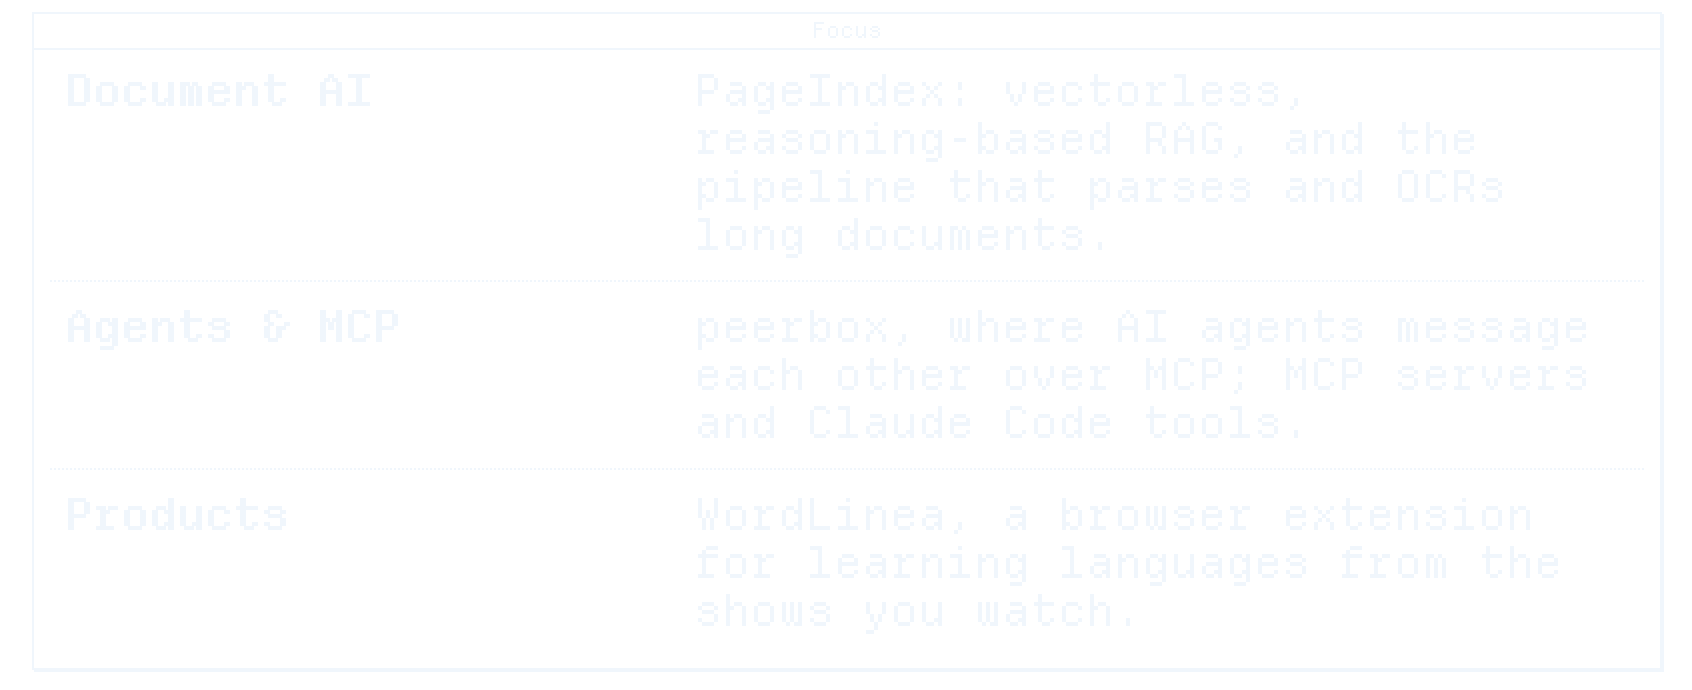 Focus
Document AI
PageIndex: vectorless,
reasoning-based RAG, and the
pipeline that parses and OCRs
long documents.
Agents & MCP
peerbox, where AI agents message
each other over MCP; MCP servers
and Claude Code tools.
Products
WordLinea, a browser extension
for learning languages from the
shows you watch.